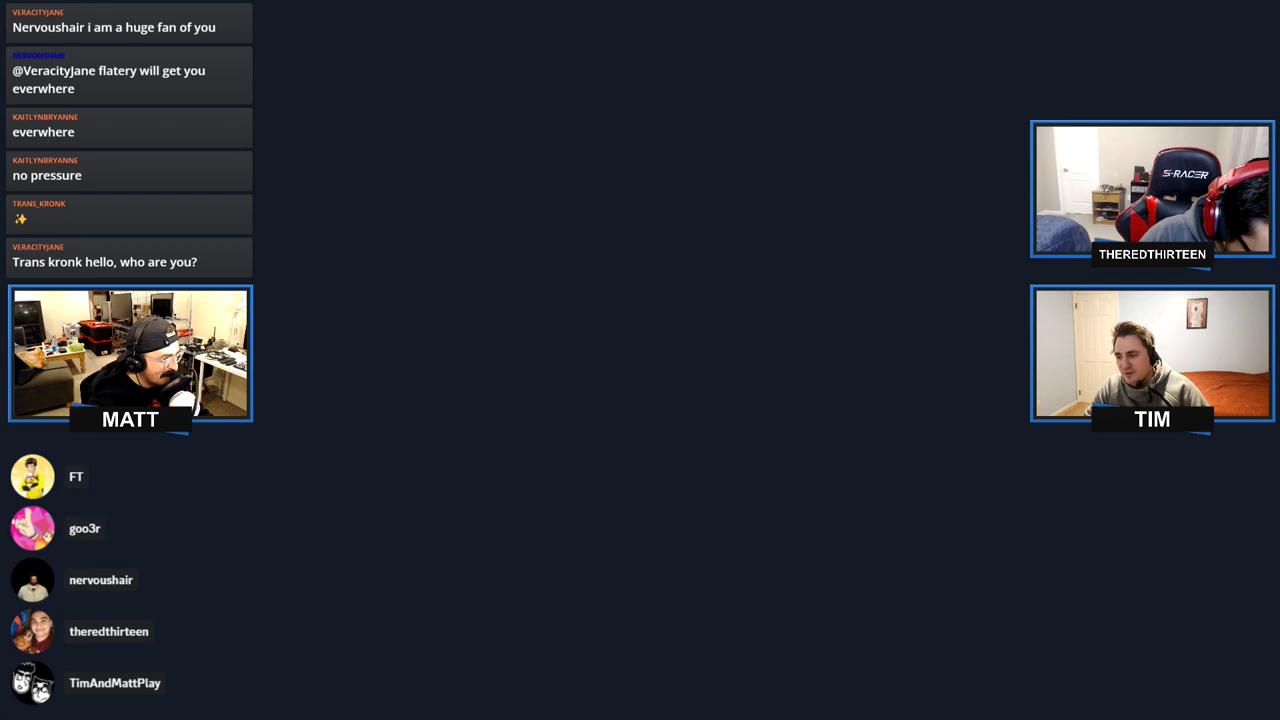 VERACITYJANE
Nervoushair i am a huge fan of you
NERVOUSHAIR
@VeracityJane flatery will get you
everwhere
KAITLYNBRYANNE
everwhere
KAITLYNBRYANNE
no pressure
TRANS_KRONK
✨
VERACITYJANE
Trans kronk hello, who are you?
S-RACER
THEREDTHIRTEEN
MATT
TIM
FT
goo3r
nervoushair
theredthirteen
TimAndMattPlay